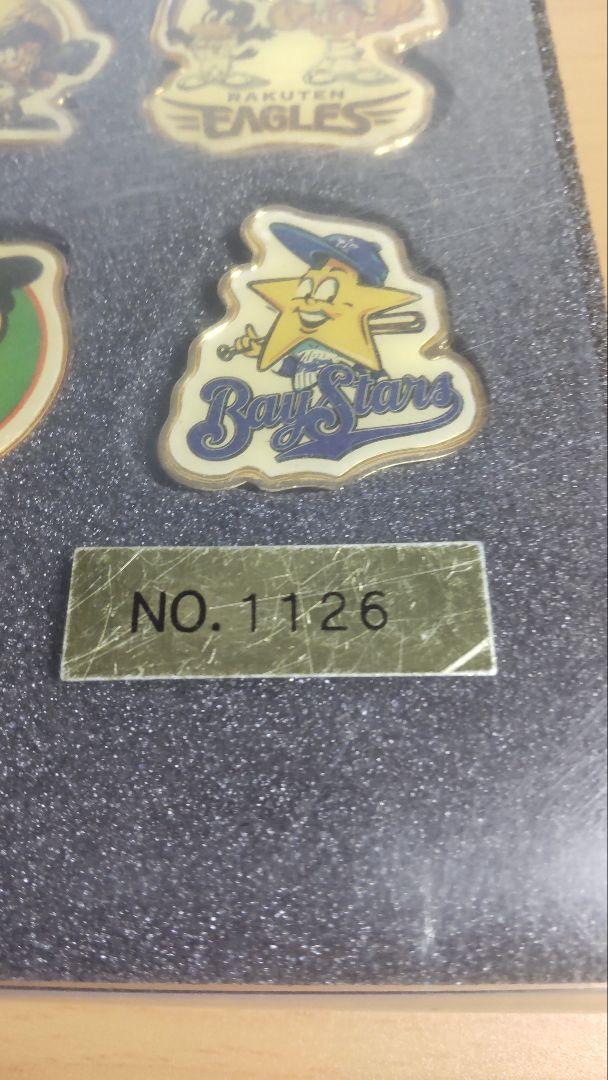 RAKUTEN
EAGLES
BayStars
NO. 1126